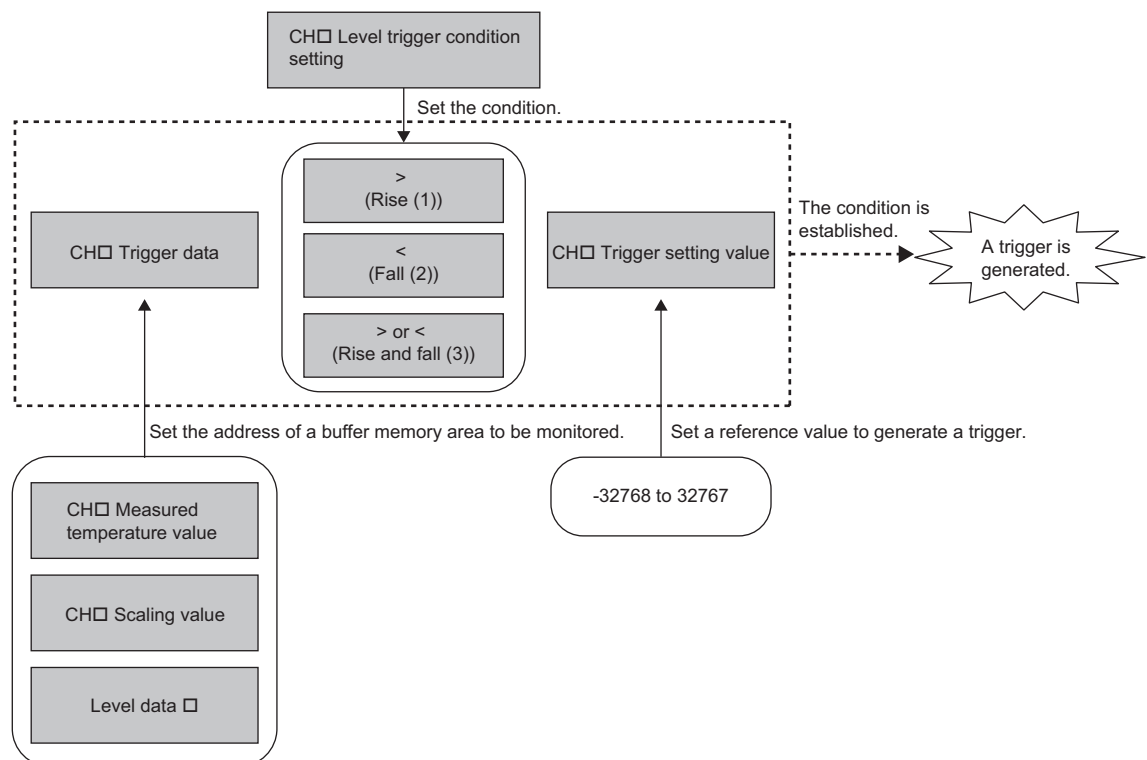 CH□ Level trigger condition
setting
Set the condition.
>
(Rise (1))
The condition is
established.
CH□ Trigger data
<
(Fall (2))
CH□ Trigger setting value
A trigger is
generated.
> or <
(Rise and fall (3))
Set the address of a buffer memory area to be monitored.
Set a reference value to generate a trigger.
CH□ Measured
temperature value
-32768 to 32767
CH□ Scaling value
Level data □